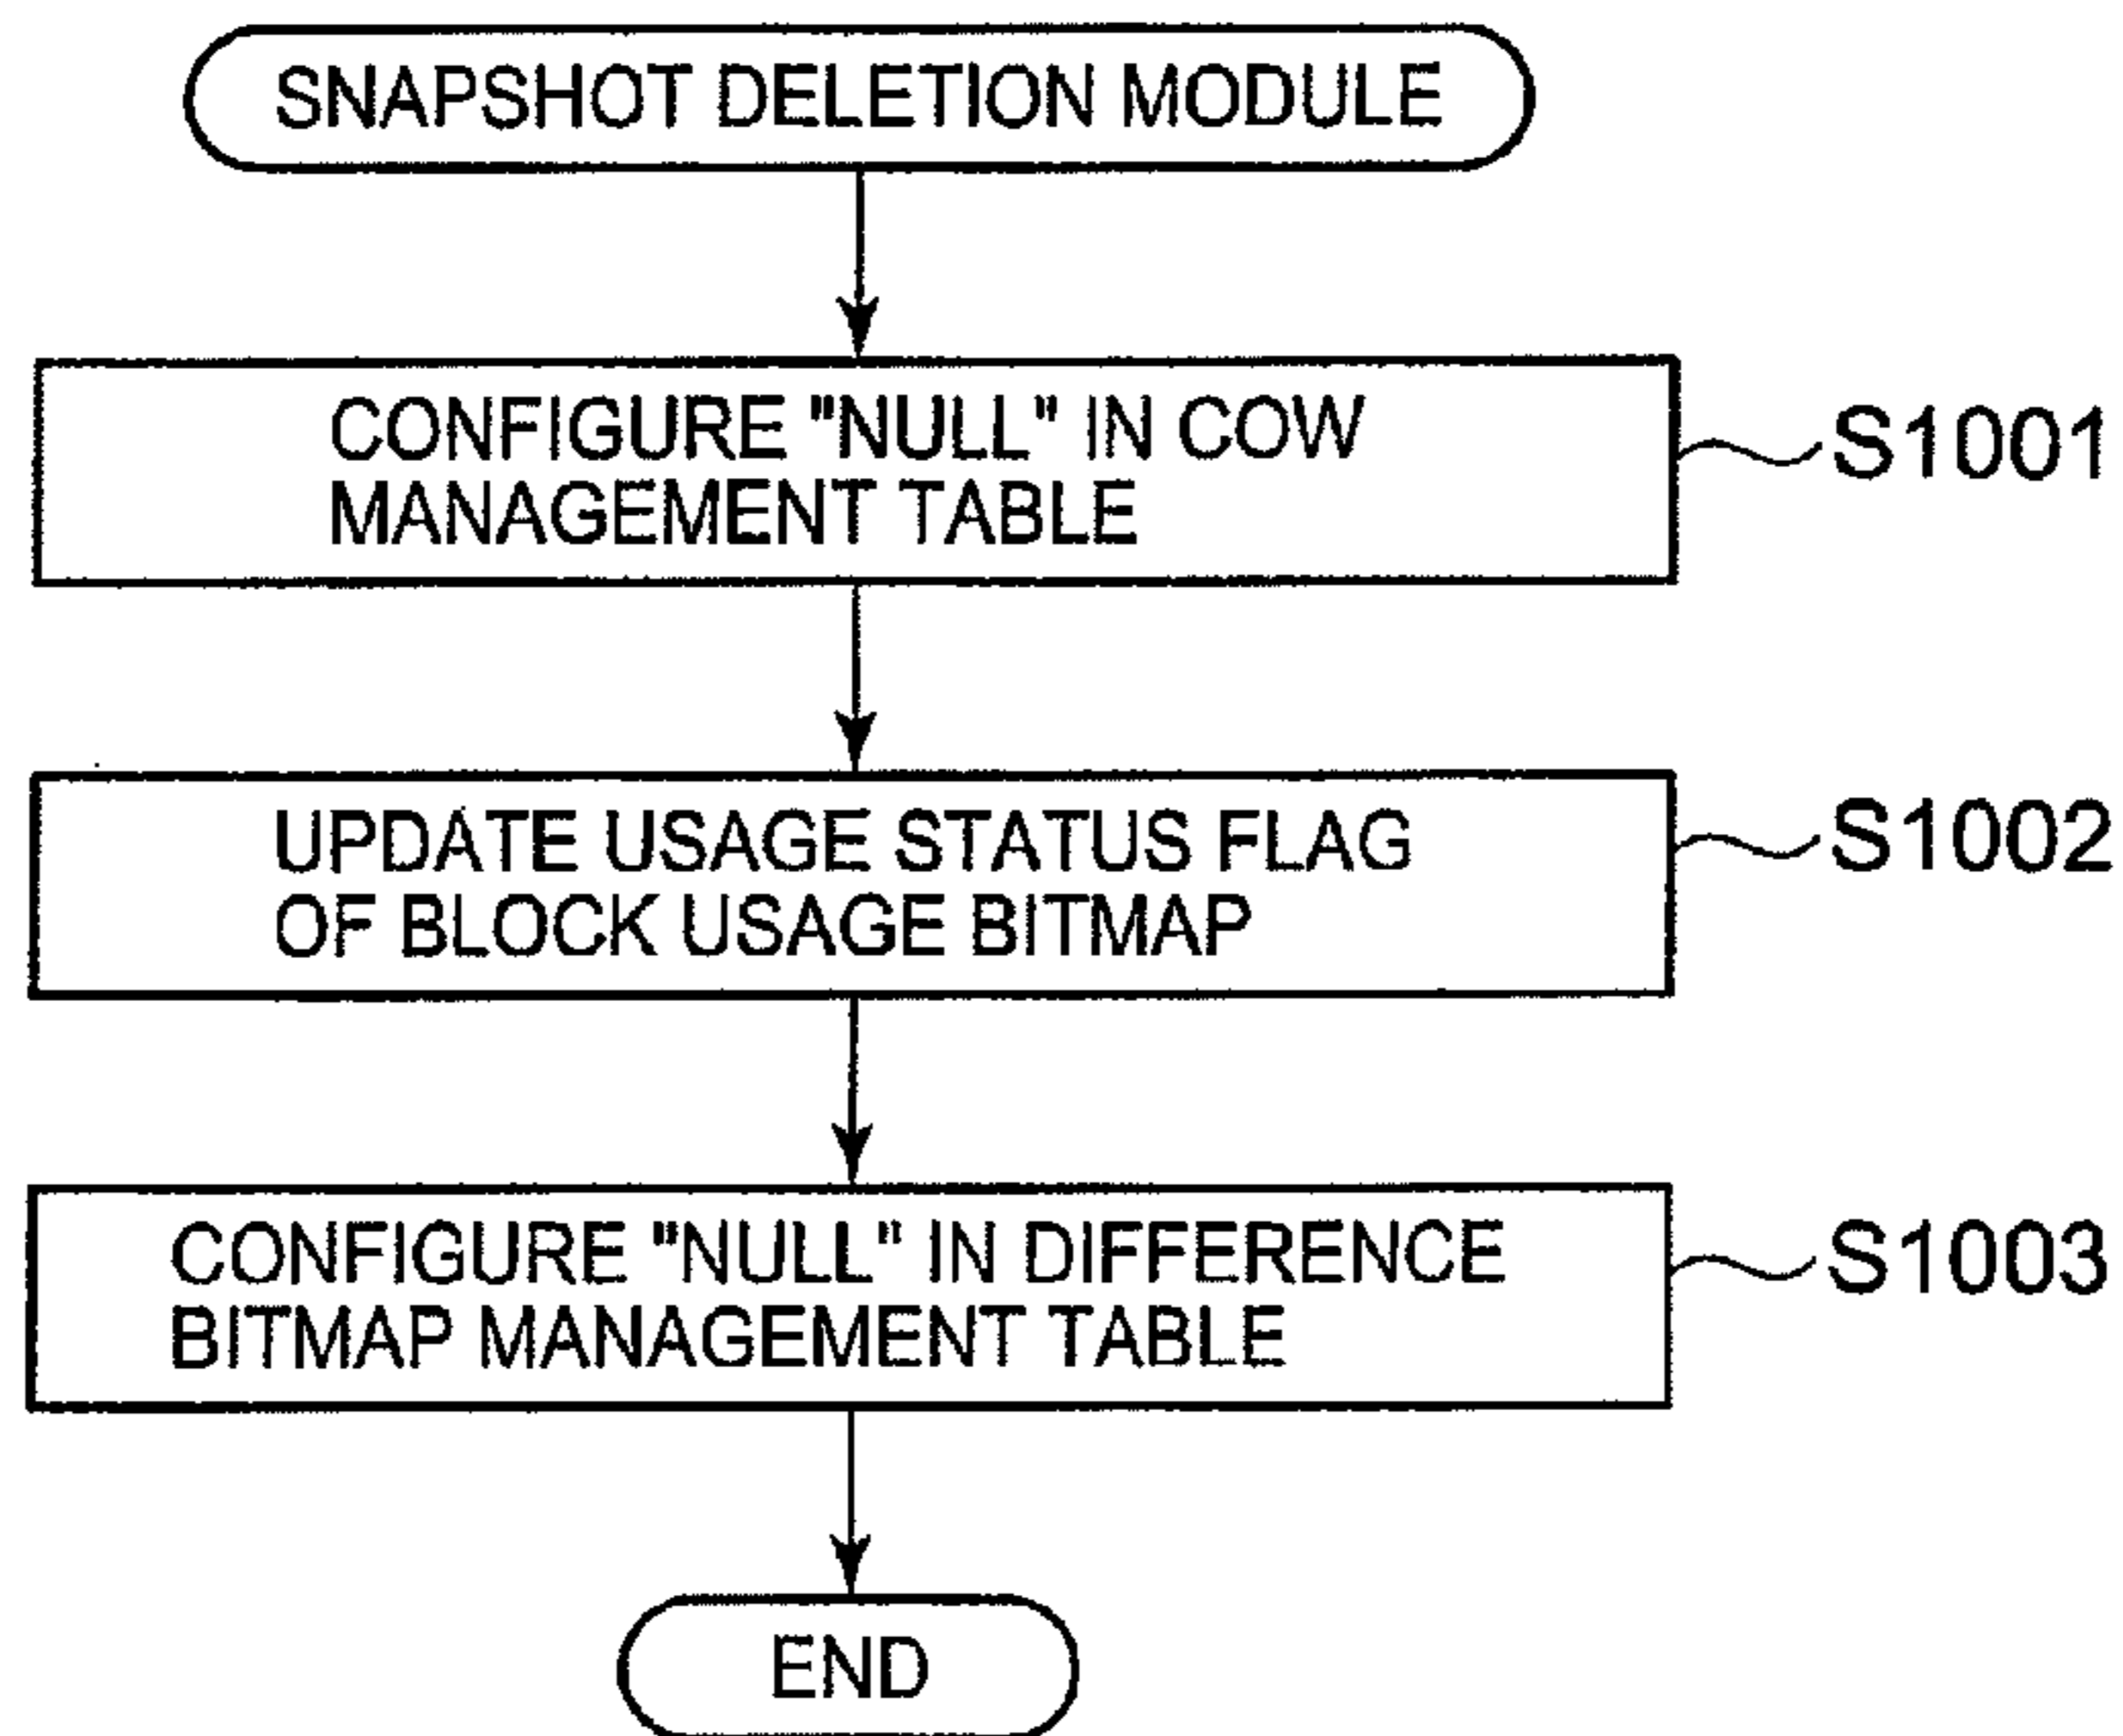 SNAPSHOT DELETION MODULE
CONFIGURE "NULL" IN COW
MANAGEMENT TABLE
S1001
UPDATE USAGE STATUS FLAG
OF BLOCK USAGE BITMAP
S1002
CONFIGURE "NULL" IN DIFFERENCE
BITMAP MANAGEMENT TABLE
S1003
END